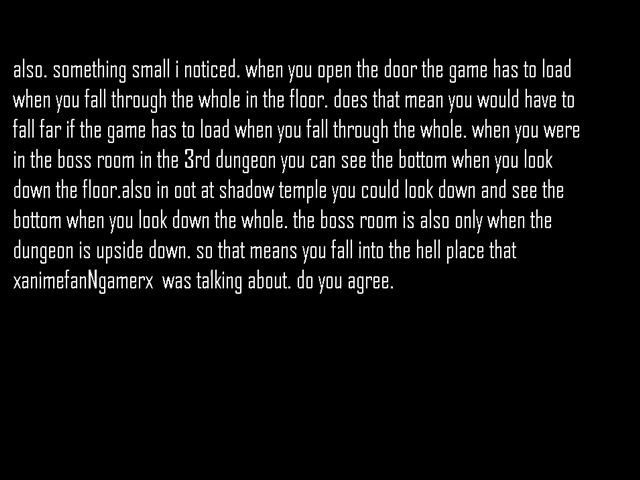 also. something small i noticed. when you open the door the game has to load
when you fall through the whole in the floor. does that mean you would have to
fall far if the game has to load when you fall through the whole. when you were
in the boss room in the 3rd dungeon you can see the bottom when you look
down the floor.also in oot at shadow temple you could look down and see the
bottom when you look down the whole. the boss room is also only when the
dungeon is upside down. so that means you fall into the hell place that
xanimefanNgamerx  was talking about. do you agree.